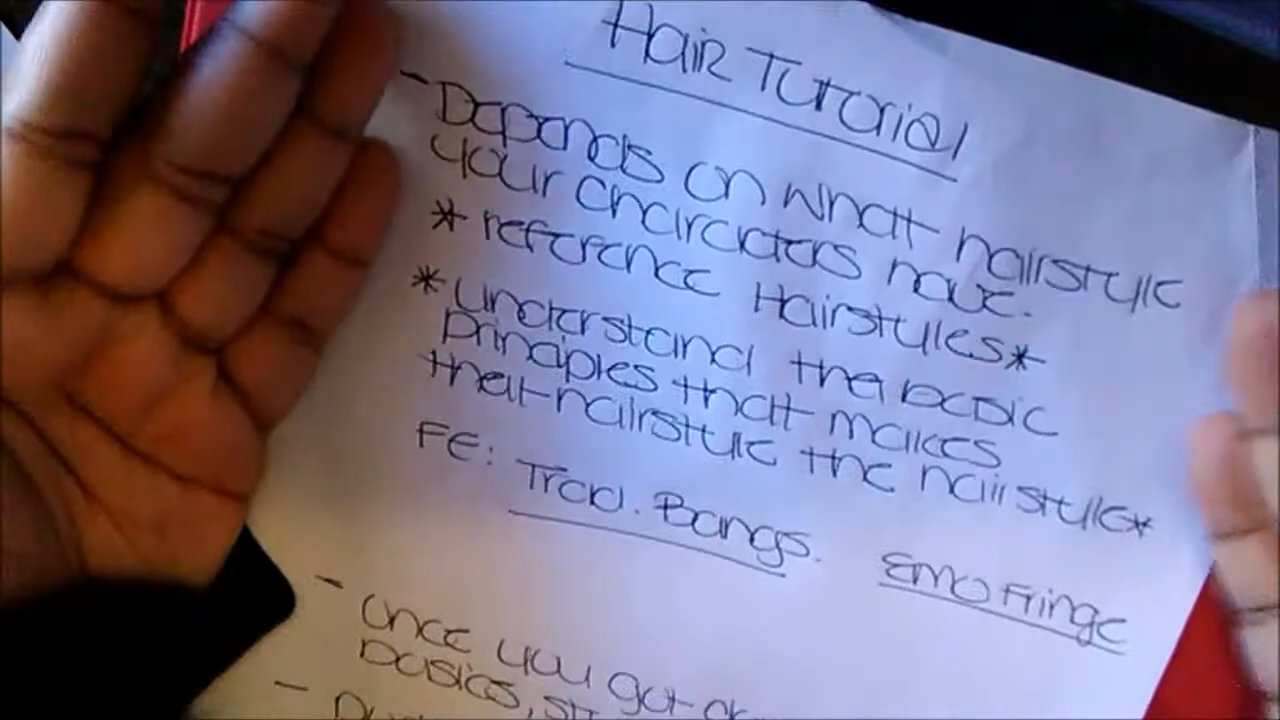 Hair Tutorial
- Depends on what hairstyle
your characters have.
* reference Hairstyles*
* understand the basic
principles that makes
that hairstyle the hairstyle*
FE: Trad. Bangs. Emo Fringe
- Once you get
basics,
-